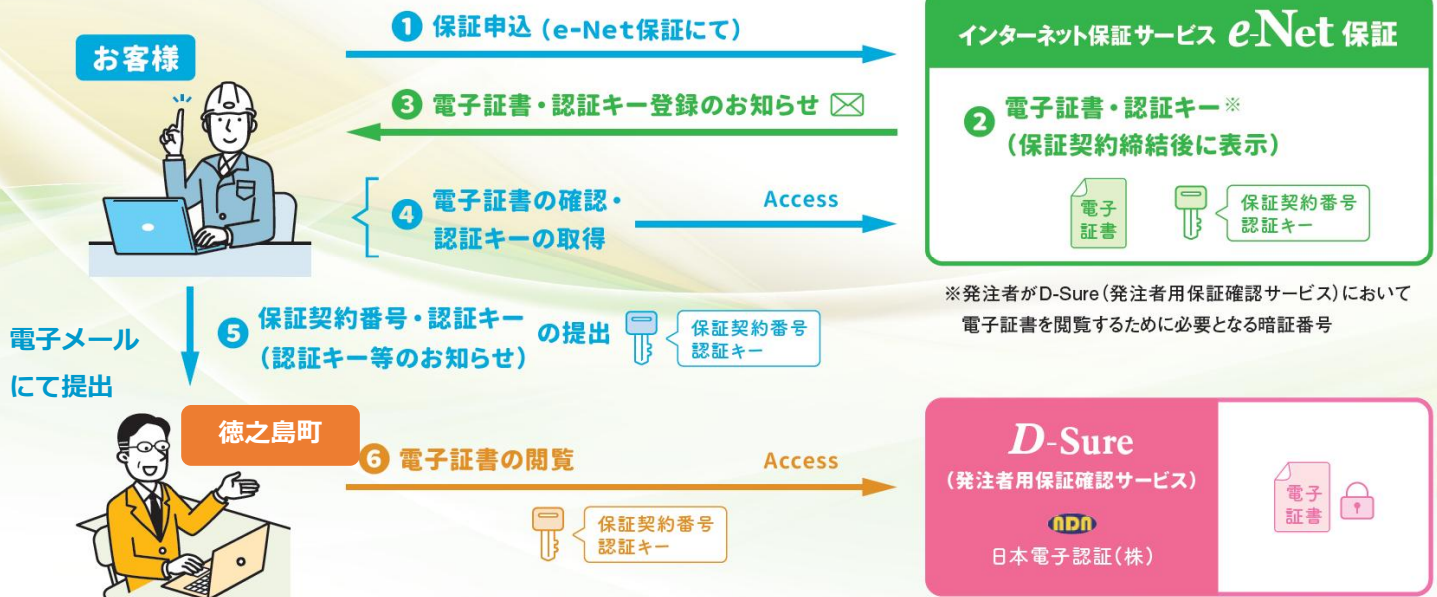 お客様
❶ 保証申込 (e-Net保証にて)
インターネット保証サービス e-Net 保証
❸ 電子証書・認証キー登録のお知らせ
❷ 電子証書・認証キー※
(保証契約締結後に表示)
電子
証書
保証契約番号
認証キー
❹ 電子証書の確認・
認証キーの取得
Access
※発注者がD-Sure(発注者用保証確認サービス)において
電子証書を閲覧するために必要となる暗証番号
電子メール
にて提出
❺ 保証契約番号・認証キー
(認証キー等のお知らせ)
の提出
保証契約番号
認証キー
徳之島町
❻ 電子証書の閲覧
Access
保証契約番号
認証キー
D-Sure
(発注者用保証確認サービス)
NDN
日本電子認証(株)
電子
証書